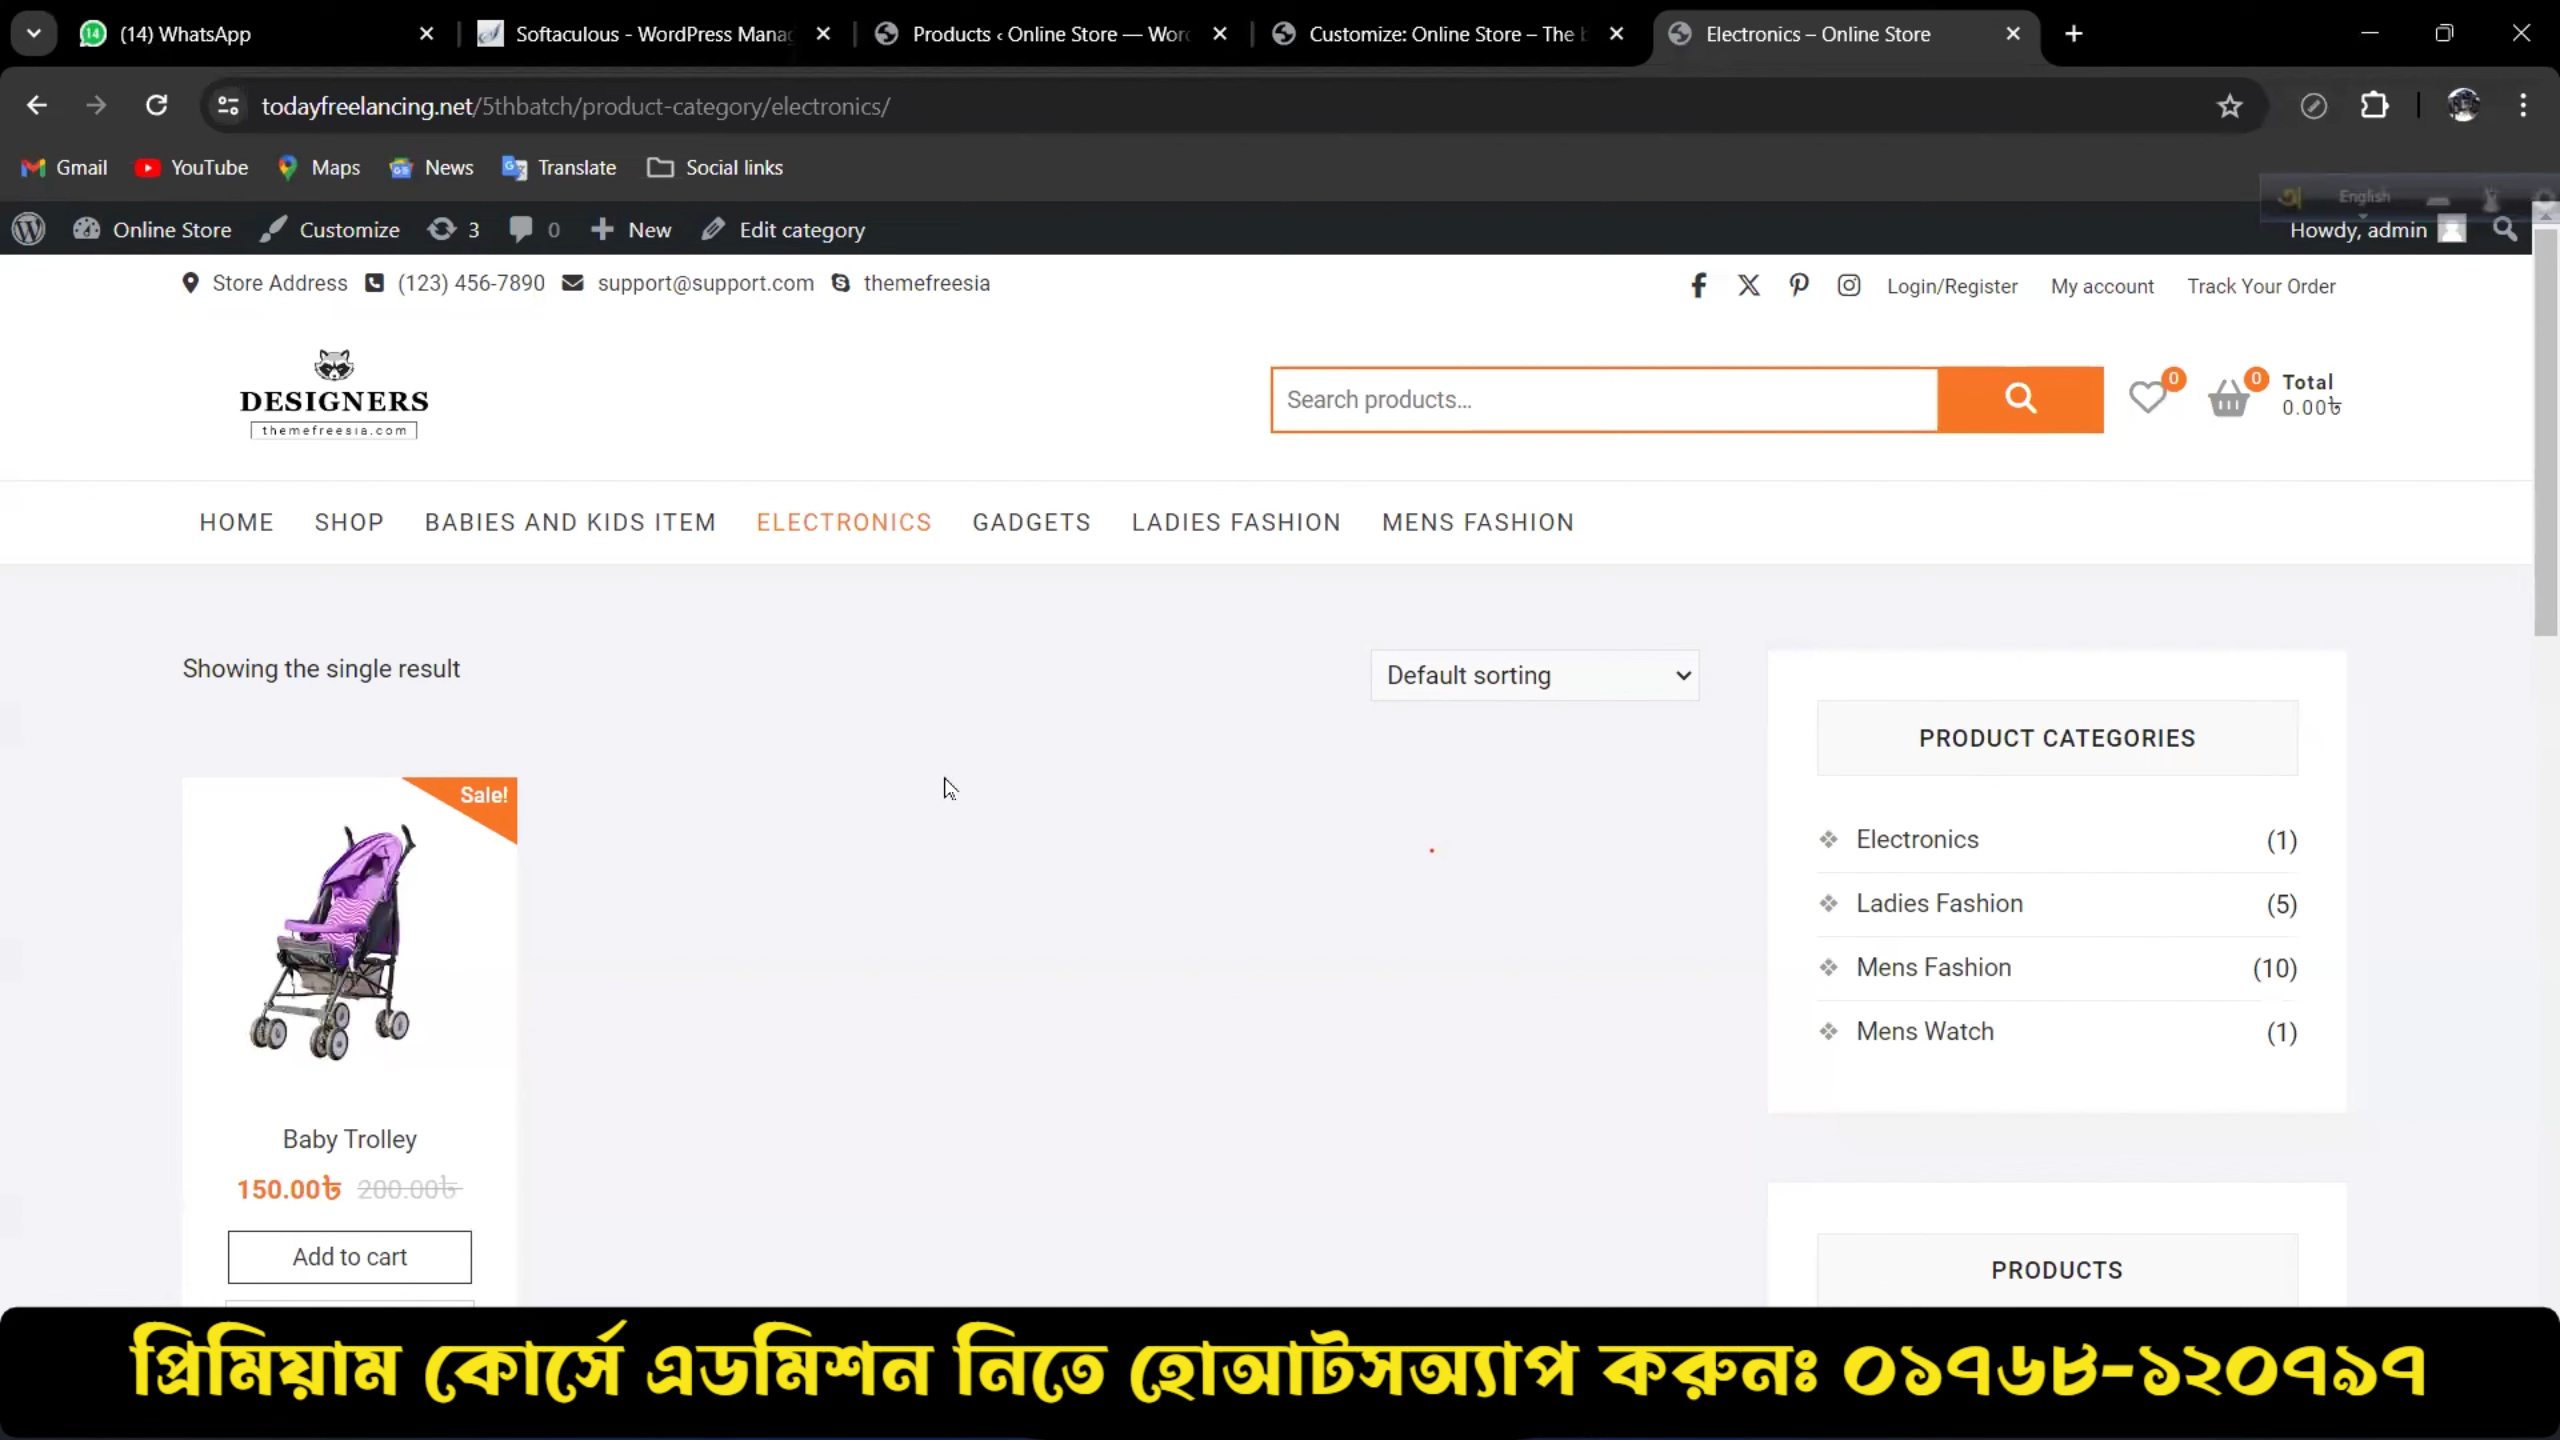 (14) WhatsApp
Softaculous - WordPress Manag
Products ‹ Online Store — Word
Customize: Online Store – The b
Electronics – Online Store
todayfreelancing.net/5thbatch/product-category/electronics/
Gmail YouTube Maps News Translate Social links
English
Online Store Customize 3 0 New Edit category Howdy, admin
Store Address (123) 456-7890 support@support.com themefreesia
Login/Register My account Track Your Order
DESIGNERS
themefreesia.com
Search products…
0
0
Total
0.00৳
HOME SHOP BABIES AND KIDS ITEM ELECTRONICS GADGETS LADIES FASHION MENS FASHION
Showing the single result
Default sorting
Sale!
Baby Trolley
150.00৳ 200.00৳
Add to cart
PRODUCT CATEGORIES
Electronics (1)
Ladies Fashion (5)
Mens Fashion (10)
Mens Watch (1)
PRODUCTS
প্রিমিয়াম কোর্সে এডমিশন নিতে হোআটসঅ্যাপ করুনঃ ০১৭৬৮-১২০৭৯৭